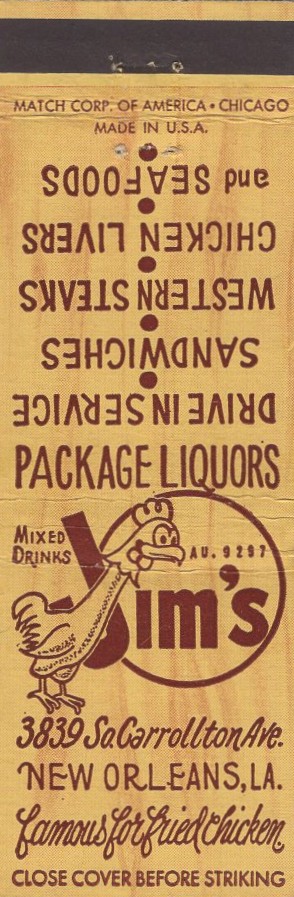 MATCH CORP. OF AMERICA • CHICAGO
MADE IN U.S.A.
DRIVE IN SERVICE
•
SANDWICHES
•
WESTERN STEAKS
•
CHICKEN LIVERS
•
and SEAFOODS
•
PACKAGE LIQUORS
MIXED
DRINKS
AU. 9297
Jim's
3839 So. Carrollton Ave.
NEW ORLEANS, LA.
famous for fried chicken
CLOSE COVER BEFORE STRIKING